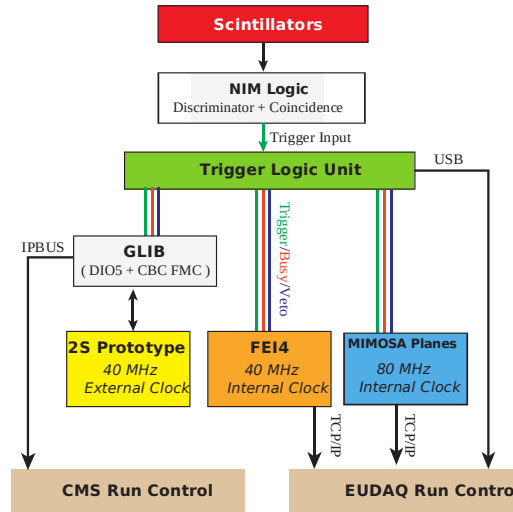 Scintillators
NIM Logic
Discriminator + Coincidence
Trigger Input
Trigger Logic Unit
USB
IPBUS
GLIB
( DIO5 + CBC FMC )
Trigger/Busy/Veto
2S Prototype
40 MHz
External Clock
FEI4
40 MHz
Internal Clock
MIMOSA Planes
80 MHz
Internal Clock
TCP/IP
TCP/IP
CMS Run Control
EUDAQ Run Contro